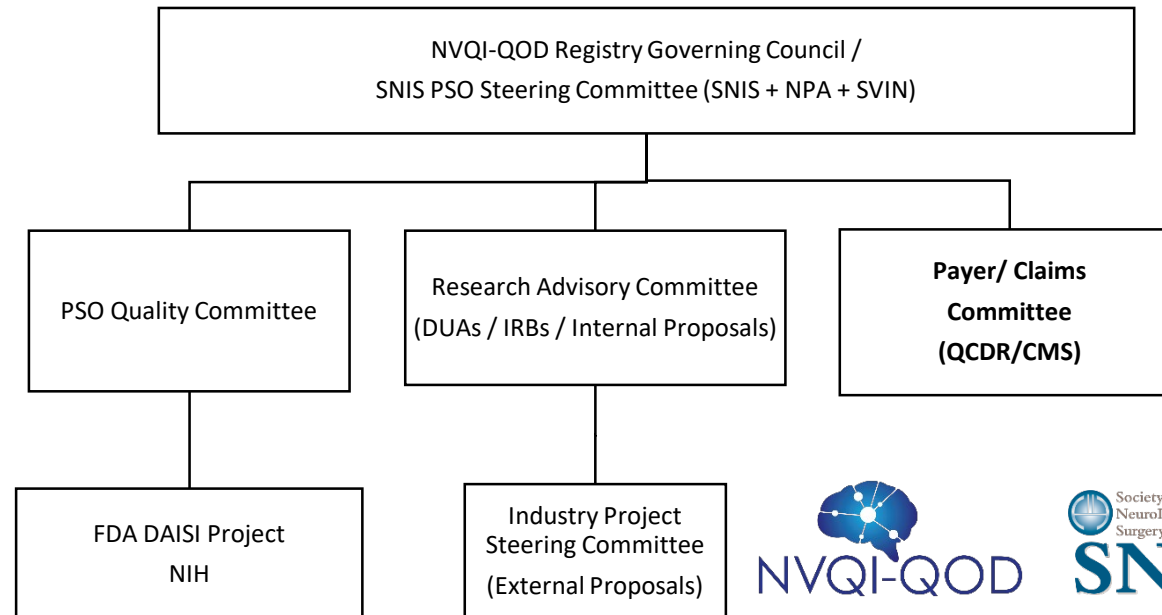 NVQI-QOD Registry Governing Council /
SNIS PSO Steering Committee (SNIS + NPA + SVIN)
PSO Quality Committee
Research Advisory Committee
(DUAs / IRBs / Internal Proposals)
Payer/ Claims
Committee
(QCDR/CMS)
FDA DAISI Project
NIH
Industry Project
Steering Committee
(External Proposals)
NVQI-QOD
Society
NeuroI
Surgery
SN